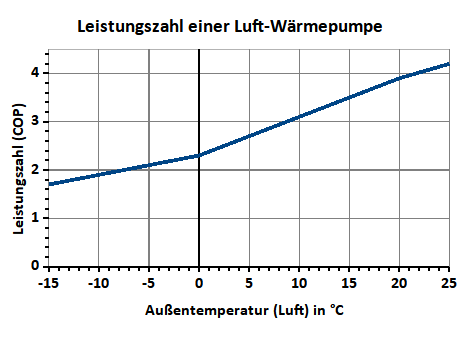 Leistungszahl einer Luft-Wärmepumpe
Leistungszahl (COP)
4
3
2
1
0
-15 -10 -5 0 5 10 15 20 25
Außentemperatur (Luft) in °C